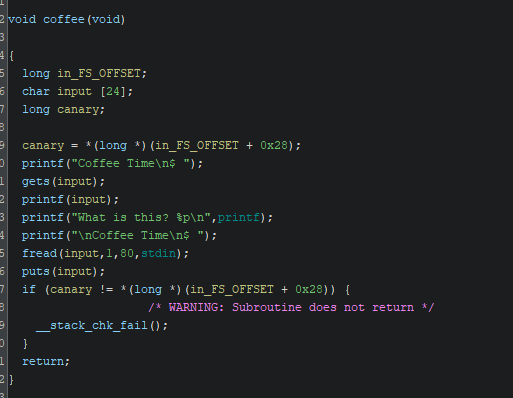 2 void coffee(void)
3
4 {
5   long in_FS_OFFSET;
6   char input [24];
7   long canary;
8
9   canary = *(long *)(in_FS_OFFSET + 0x28);
0   printf("Coffee Time\n$ ");
1   gets(input);
2   printf(input);
3   printf("What is this? %p\n",printf);
4   printf("\nCoffee Time\n$ ");
5   fread(input,1,80,stdin);
6   puts(input);
7   if (canary != *(long *)(in_FS_OFFSET + 0x28)) {
8                     /* WARNING: Subroutine does not return */
9     __stack_chk_fail();
0   }
1   return;
2 }